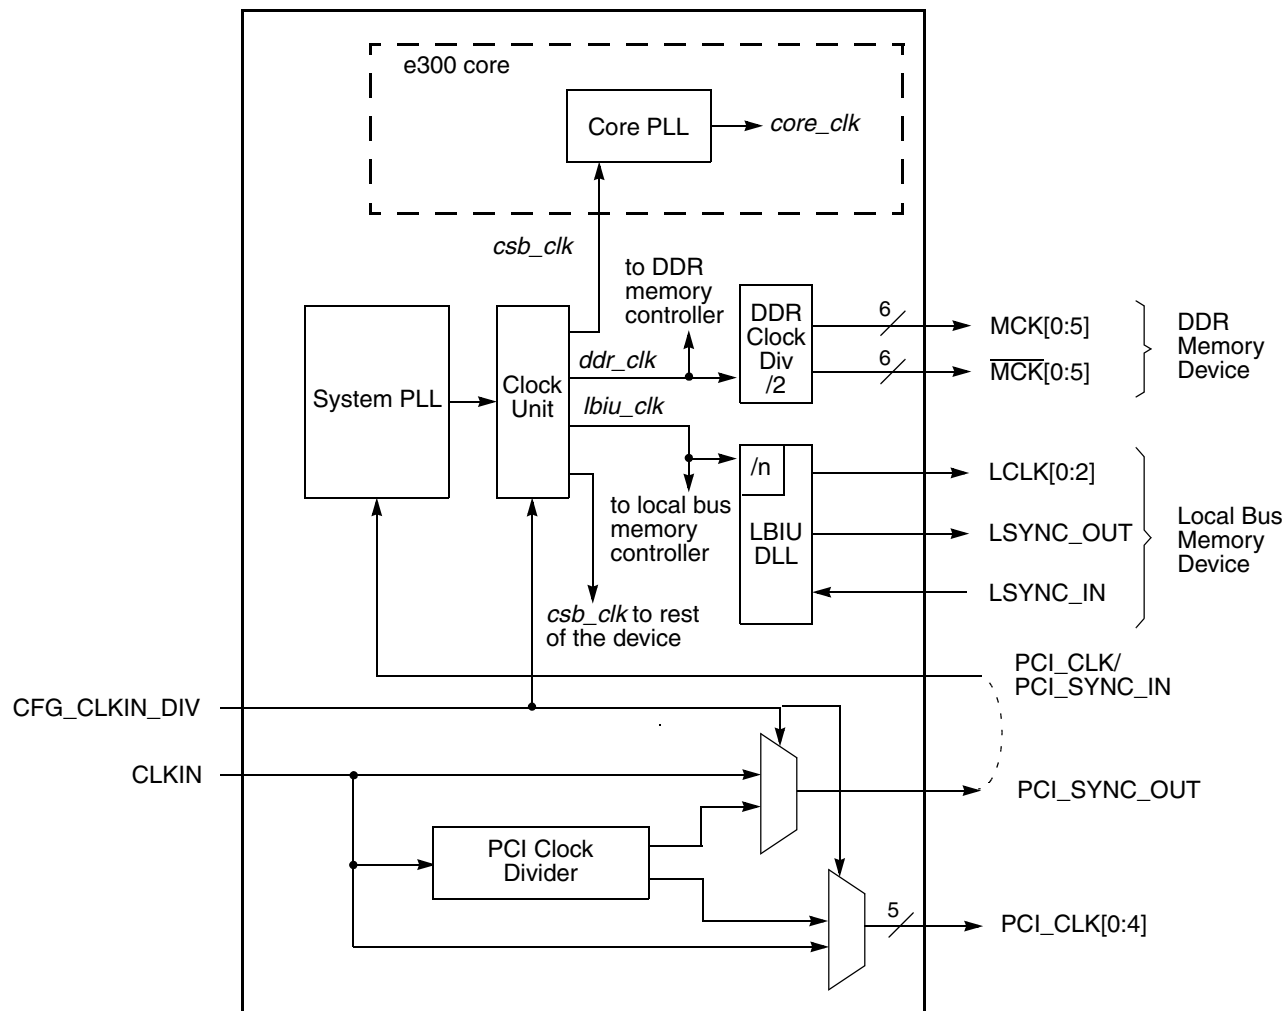 e300 core
Core PLL
core_clk
csb_clk
to DDR
memory
controller
DDR
Clock
Div
/2
6
MCK[0:5]
6
M̅C̅K̅[0:5]
DDR
Memory
Device
System PLL
Clock
Unit
ddr_clk
lbiu_clk
/n
LBIU
DLL
to local bus
memory
controller
LCLK[0:2]
LSYNC_OUT
LSYNC_IN
Local Bus
Memory
Device
csb_clk to rest
of the device
PCI_CLK/
PCI_SYNC_IN
CFG_CLKIN_DIV
CLKIN
PCI_SYNC_OUT
PCI Clock
Divider
5
PCI_CLK[0:4]